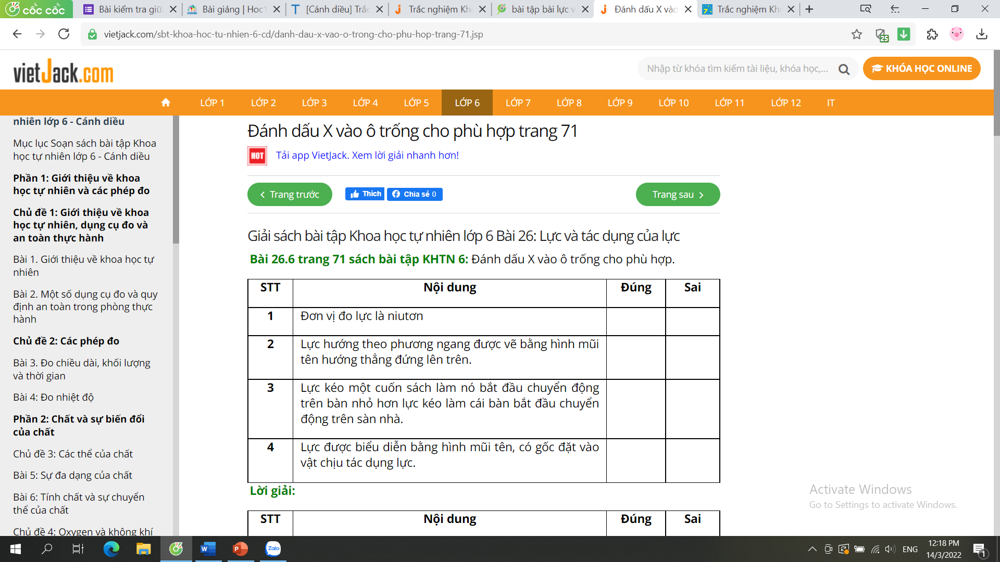 cốc cốc
Bài kiểm tra giữa
Bài giảng | Hoc1
[Cánh diều] Trắc
Trắc nghiệm Kho
bài tập bài lực v
Đánh dấu X vào
Trắc nghiệm Kho
vietjack.com/sbt-khoa-hoc-tu-nhien-6-cd/danh-dau-x-vao-o-trong-cho-phu-hop-trang-71.jsp
25
vietJack.com
Nhập từ khóa tìm kiếm tài liệu, khóa học,...
KHÓA HỌC ONLINE
LỚP 1 LỚP 2 LỚP 3 LỚP 4 LỚP 5 LỚP 6 LỚP 7 LỚP 8 LỚP 9 LỚP 10 LỚP 11 LỚP 12 IT
nhiên lớp 6 - Cánh diều
Mục lục Soạn sách bài tập Khoa
học tự nhiên lớp 6 - Cánh diều
Phần 1: Giới thiệu về khoa
học tự nhiên và các phép đo
Chủ đề 1: Giới thiệu về khoa
học tự nhiên, dụng cụ đo và
an toàn thực hành
Bài 1. Giới thiệu về khoa học tự
nhiên
Bài 2. Một số dụng cụ đo và quy
định an toàn trong phòng thực
hành
Chủ đề 2: Các phép đo
Bài 3. Đo chiều dài, khối lượng
và thời gian
Bài 4: Đo nhiệt độ
Phần 2: Chất và sự biến đổi
của chất
Chủ đề 3: Các thể của chất
Bài 5: Sự đa dạng của chất
Bài 6: Tính chất và sự chuyển
thể của chất
Chủ đề 4: Oxygen và không khí
Đánh dấu X vào ô trống cho phù hợp trang 71
HOT Tải app VietJack. Xem lời giải nhanh hơn!
Trang trước
Thích
Chia sẻ 0
Trang sau
Giải sách bài tập Khoa học tự nhiên lớp 6 Bài 26: Lực và tác dụng của lực
Bài 26.6 trang 71 sách bài tập KHTN 6: Đánh dấu X vào ô trống cho phù hợp.
STT Nội dung Đúng Sai
1 Đơn vị đo lực là niutơn
2 Lực hướng theo phương ngang được vẽ bằng hình mũi
tên hướng thẳng đứng lên trên.
3 Lực kéo một cuốn sách làm nó bắt đầu chuyển động
trên bàn nhỏ hơn lực kéo làm cái bàn bắt đầu chuyển
động trên sàn nhà.
4 Lực được biểu diễn bằng hình mũi tên, có gốc đặt vào
vật chịu tác dụng lực.
Lời giải:
STT Nội dung Đúng Sai
Activate Windows
Go to Settings to activate Windows.
Zalo
ENG
12:18 PM
14/3/2022
1